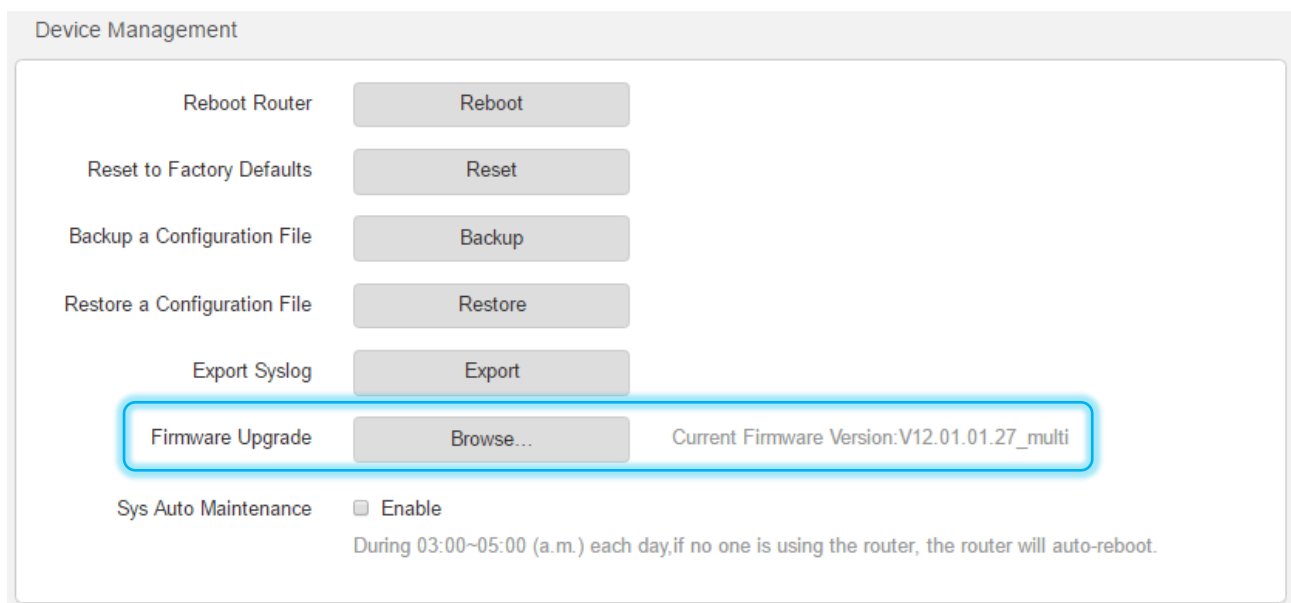 Device Management
Reboot Router Reboot
Reset to Factory Defaults Reset
Backup a Configuration File Backup
Restore a Configuration File Restore
Export Syslog Export
Firmware Upgrade Browse... Current Firmware Version:V12.01.01.27_multi
Sys Auto Maintenance Enable
During 03:00~05:00 (a.m.) each day,if no one is using the router, the router will auto-reboot.